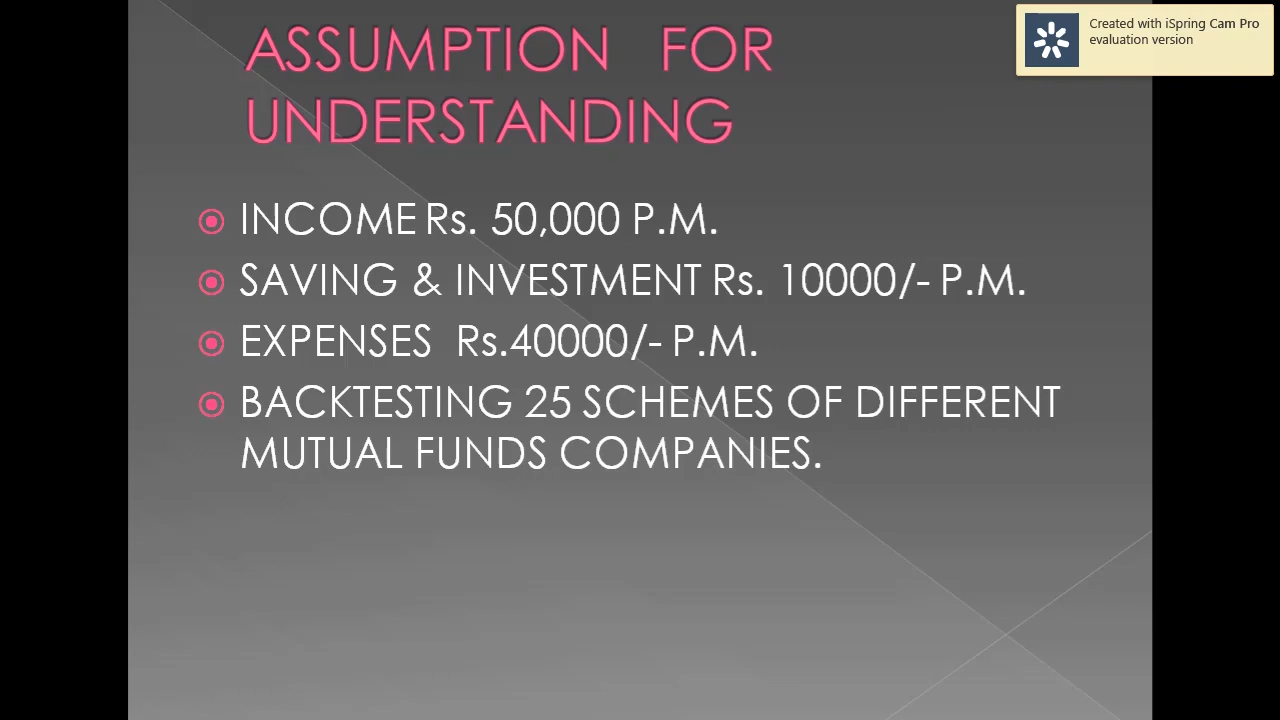 ASSUMPTION FOR
UNDERSTANDING
Created with iSpring Cam Pro
evaluation version
INCOME Rs. 50,000 P.M.
SAVING & INVESTMENT Rs. 10000/- P.M.
EXPENSES Rs.40000/- P.M.
BACKTESTING 25 SCHEMES OF DIFFERENT
MUTUAL FUNDS COMPANIES.